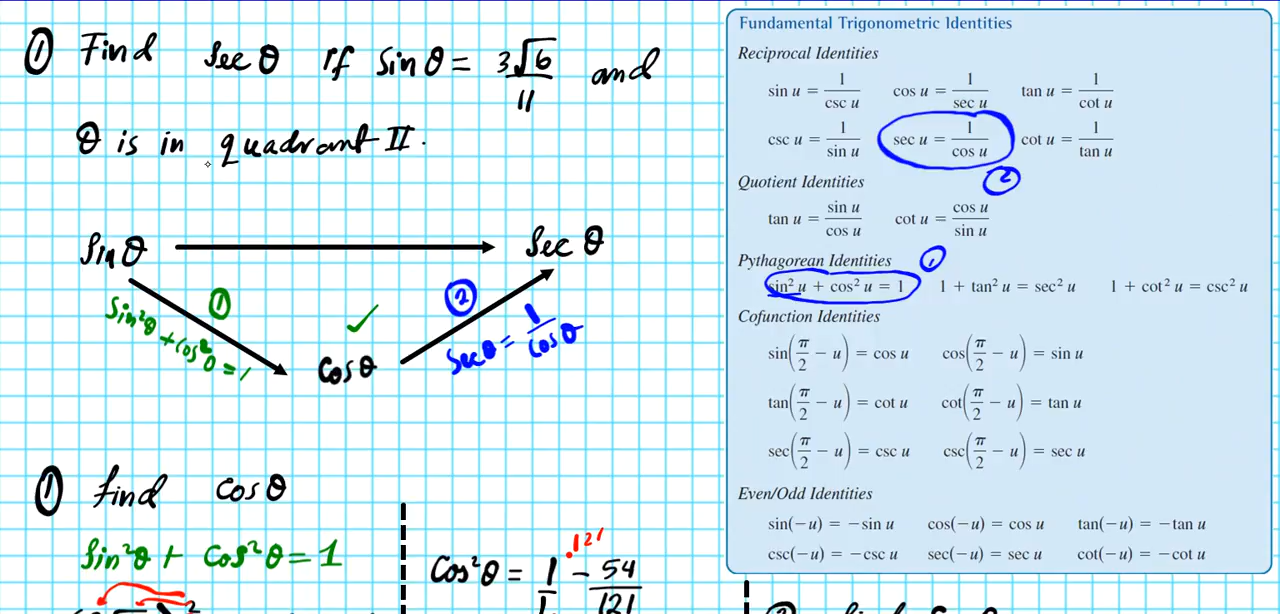 ① Find Sec θ if Sin θ = 3√6/11 and
θ is in quadrant II.
Sin θ
Sec θ
①
Sin²θ + Cos²θ = 1
✓
②
Sec θ = 1/Cos θ
Cos θ
① find Cos θ
Sin²θ + Cos²θ = 1
Cos²θ = 1/1 - 54/121
.121
Fundamental Trigonometric Identities
Reciprocal Identities
sin u = 1/csc u cos u = 1/sec u tan u = 1/cot u
csc u = 1/sin u sec u = 1/cos u cot u = 1/tan u
②
Quotient Identities
tan u = sin u/cos u cot u = cos u/sin u
Pythagorean Identities ①
sin² u + cos² u = 1 1 + tan² u = sec² u 1 + cot² u = csc² u
Cofunction Identities
sin(π/2 − u) = cos u cos(π/2 − u) = sin u
tan(π/2 − u) = cot u cot(π/2 − u) = tan u
sec(π/2 − u) = csc u csc(π/2 − u) = sec u
Even/Odd Identities
sin(−u) = −sin u cos(−u) = cos u tan(−u) = −tan u
csc(−u) = −csc u sec(−u) = sec u cot(−u) = −cot u